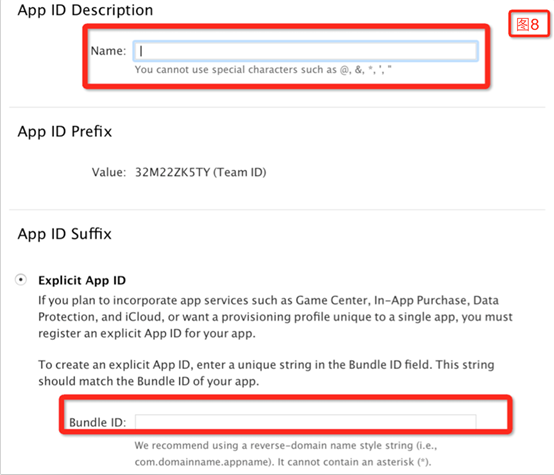 App ID Description
图8
Name:
You cannot use special characters such as @, &, *, ', "
App ID Prefix
Value: 32M22ZK5TY (Team ID)
App ID Suffix
Explicit App ID
If you plan to incorporate app services such as Game Center, In-App Purchase, Data
Protection, and iCloud, or want a provisioning profile unique to a single app, you must
register an explicit App ID for your app.
To create an explicit App ID, enter a unique string in the Bundle ID field. This string
should match the Bundle ID of your app.
Bundle ID:
We recommend using a reverse-domain name style string (i.e.,
com.domainname.appname). It cannot contain an asterisk (*).